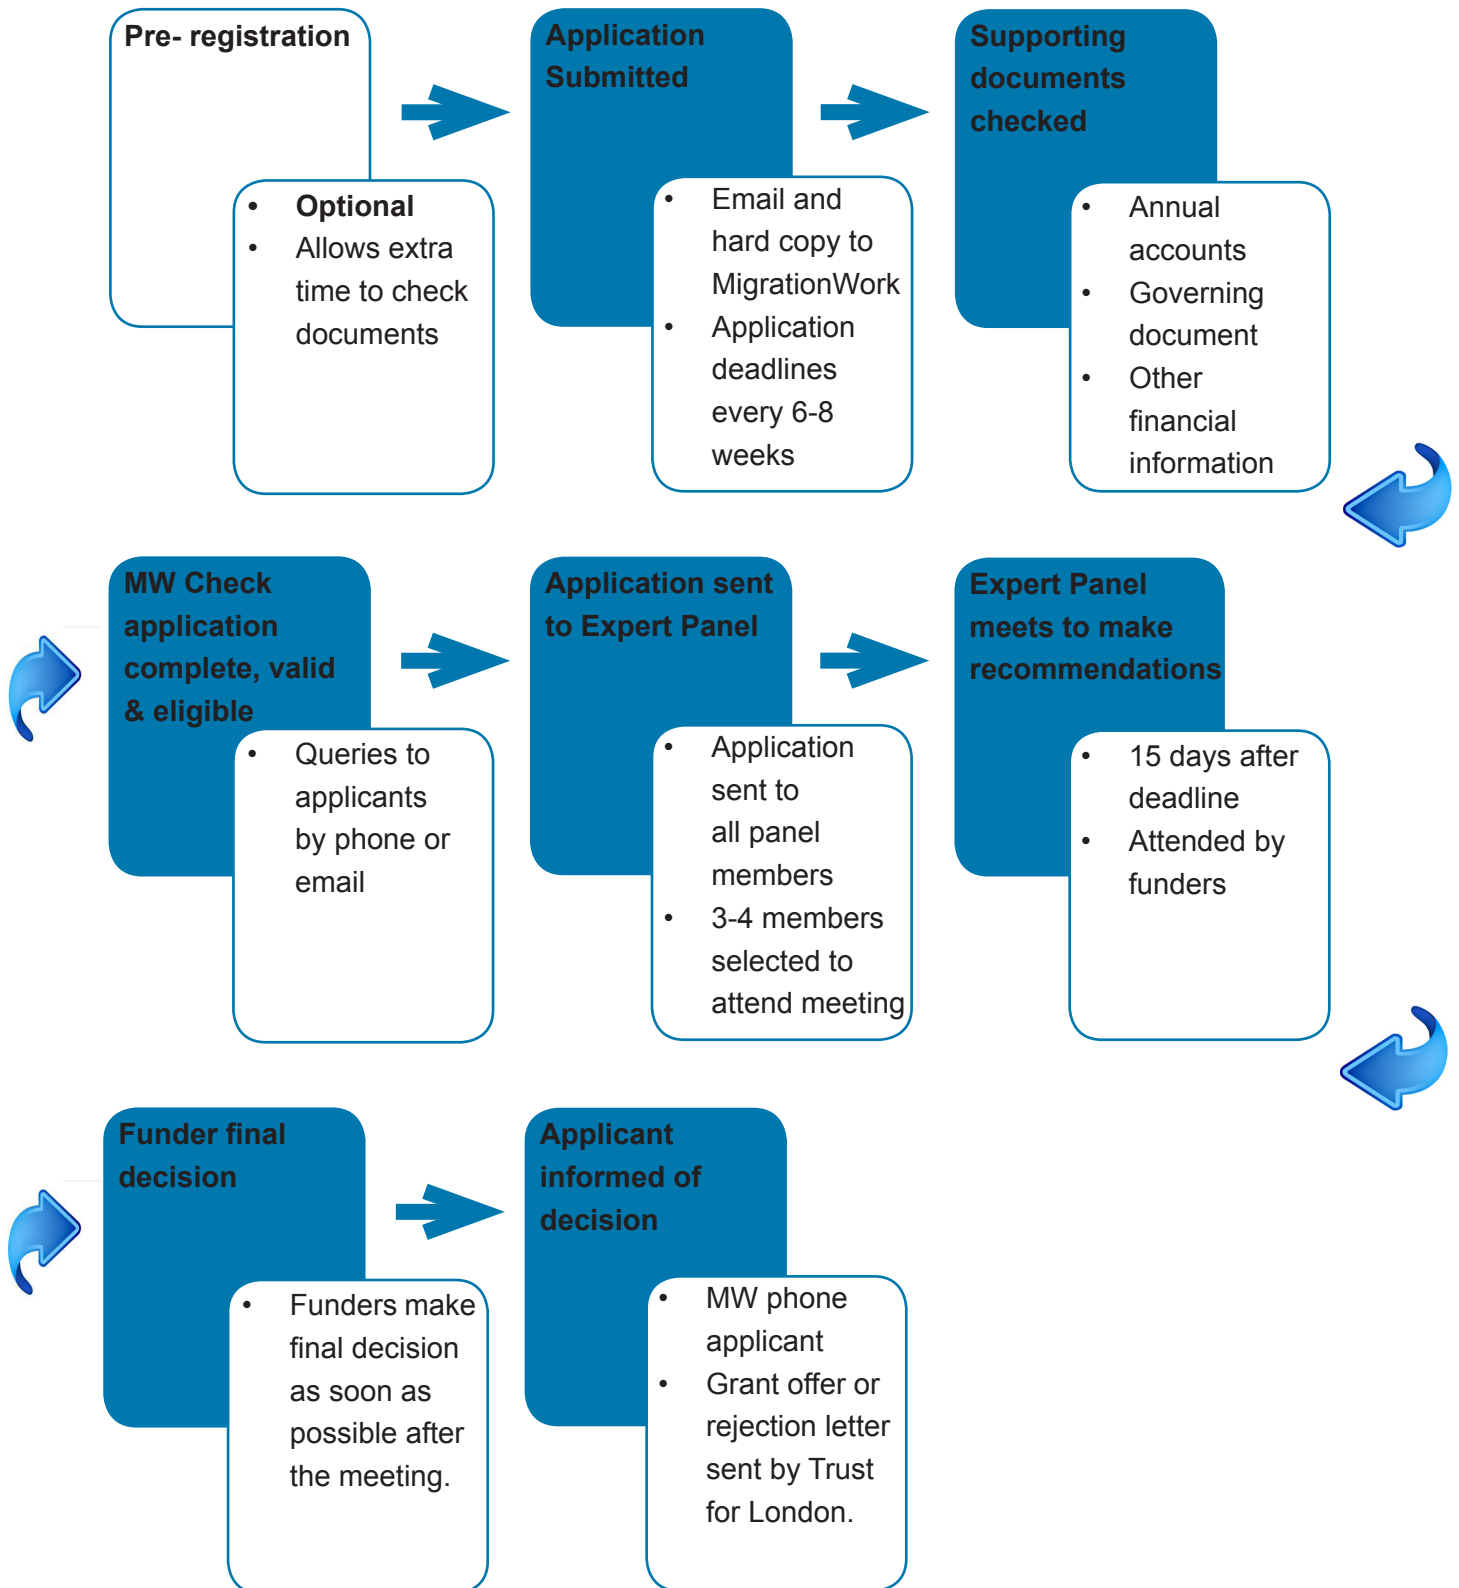 Pre- registration
• Optional
• Allows extra
time to check
documents
Application
Submitted
• Email and
hard copy to
MigrationWork
• Application
deadlines
every 6-8
weeks
Supporting
documents
checked
• Annual
accounts
• Governing
document
• Other
financial
information
MW Check
application
complete, valid
& eligible
• Queries to
applicants
by phone or
email
Application sent
to Expert Panel
• Application
sent to
all panel
members
• 3-4 members
selected to
attend meeting
Expert Panel
meets to make
recommendations
• 15 days after
deadline
• Attended by
funders
Funder final
decision
• Funders make
final decision
as soon as
possible after
the meeting.
Applicant
informed of
decision
• MW phone
applicant
• Grant offer or
rejection letter
sent by Trust
for London.